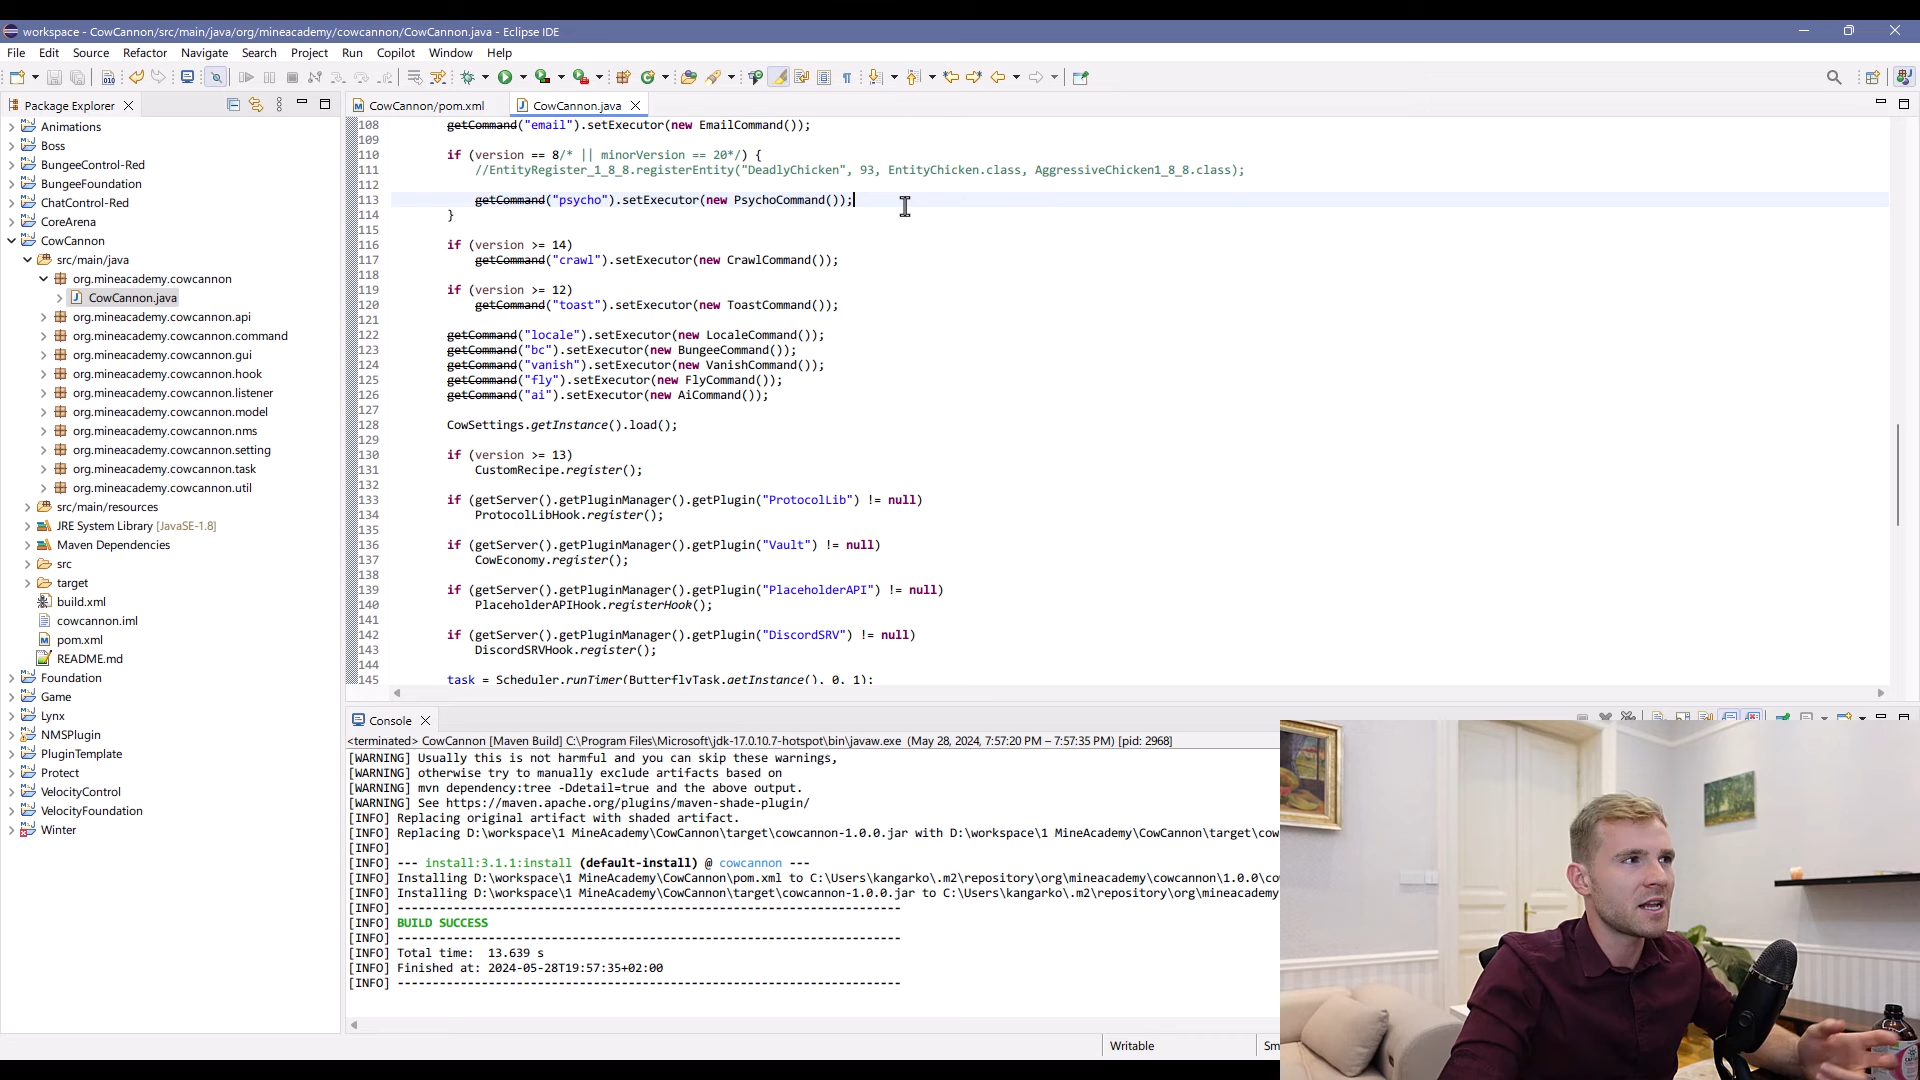 workspace - CowCannon/src/main/java/org/mineacademy/cowcannon/CowCannon.java - Eclipse IDE
File Edit Source Refactor Navigate Search Project Run Copilot Window Help
Package Explorer
Animations
Boss
BungeeControl-Red
BungeeFoundation
ChatControl-Red
CoreArena
CowCannon
src/main/java
org.mineacademy.cowcannon
CowCannon.java
org.mineacademy.cowcannon.api
org.mineacademy.cowcannon.command
org.mineacademy.cowcannon.gui
org.mineacademy.cowcannon.hook
org.mineacademy.cowcannon.listener
org.mineacademy.cowcannon.model
org.mineacademy.cowcannon.nms
org.mineacademy.cowcannon.setting
org.mineacademy.cowcannon.task
org.mineacademy.cowcannon.util
src/main/resources
JRE System Library [JavaSE-1.8]
Maven Dependencies
src
target
build.xml
cowcannon.iml
pom.xml
README.md
Foundation
Game
Lynx
NMSPlugin
PluginTemplate
Protect
VelocityControl
VelocityFoundation
Winter
CowCannon/pom.xml CowCannon.java
108 getCommand("email").setExecutor(new EmailCommand());
109
110 if (version == 8/* || minorVersion == 20*/) {
111 //EntityRegister_1_8_8.registerEntity("DeadlyChicken", 93, EntityChicken.class, AggressiveChicken1_8_8.class);
112
113 getCommand("psycho").setExecutor(new PsychoCommand());
114 }
115
116 if (version >= 14)
117 getCommand("crawl").setExecutor(new CrawlCommand());
118
119 if (version >= 12)
120 getCommand("toast").setExecutor(new ToastCommand());
121
122 getCommand("locale").setExecutor(new LocaleCommand());
123 getCommand("bc").setExecutor(new BungeeCommand());
124 getCommand("vanish").setExecutor(new VanishCommand());
125 getCommand("fly").setExecutor(new FlyCommand());
126 getCommand("ai").setExecutor(new AiCommand());
127
128 CowSettings.getInstance().load();
129
130 if (version >= 13)
131 CustomRecipe.register();
132
133 if (getServer().getPluginManager().getPlugin("ProtocolLib") != null)
134 ProtocolLibHook.register();
135
136 if (getServer().getPluginManager().getPlugin("Vault") != null)
137 CowEconomy.register();
138
139 if (getServer().getPluginManager().getPlugin("PlaceholderAPI") != null)
140 PlaceholderAPIHook.registerHook();
141
142 if (getServer().getPluginManager().getPlugin("DiscordSRV") != null)
143 DiscordSRVHook.register();
144
145 task = Scheduler.runTimer(ButterflyTask.getInstance(), 0, 1);
Console
<terminated> CowCannon [Maven Build] C:\Program Files\Microsoft\jdk-17.0.10.7-hotspot\bin\javaw.exe (May 28, 2024, 7:57:20 PM – 7:57:35 PM) [pid: 2968]
[WARNING] Usually this is not harmful and you can skip these warnings,
[WARNING] otherwise try to manually exclude artifacts based on
[WARNING] mvn dependency:tree -Ddetail=true and the above output.
[WARNING] See https://maven.apache.org/plugins/maven-shade-plugin/
[INFO] Replacing original artifact with shaded artifact.
[INFO] Replacing D:\workspace\1 MineAcademy\CowCannon\target\cowcannon-1.0.0.jar with D:\workspace\1 MineAcademy\CowCannon\target\cow
[INFO]
[INFO] --- install:3.1.1:install (default-install) @ cowcannon ---
[INFO] Installing D:\workspace\1 MineAcademy\CowCannon\pom.xml to C:\Users\kangarko\.m2\repository\org\mineacademy\cowcannon\1.0.0\co
[INFO] Installing D:\workspace\1 MineAcademy\CowCannon\target\cowcannon-1.0.0.jar to C:\Users\kangarko\.m2\repository\org\mineacademy
[INFO] ------------------------------------------------------------------------
[INFO] BUILD SUCCESS
[INFO] ------------------------------------------------------------------------
[INFO] Total time: 13.639 s
[INFO] Finished at: 2024-05-28T19:57:35+02:00
[INFO] ------------------------------------------------------------------------
Writable
Sm